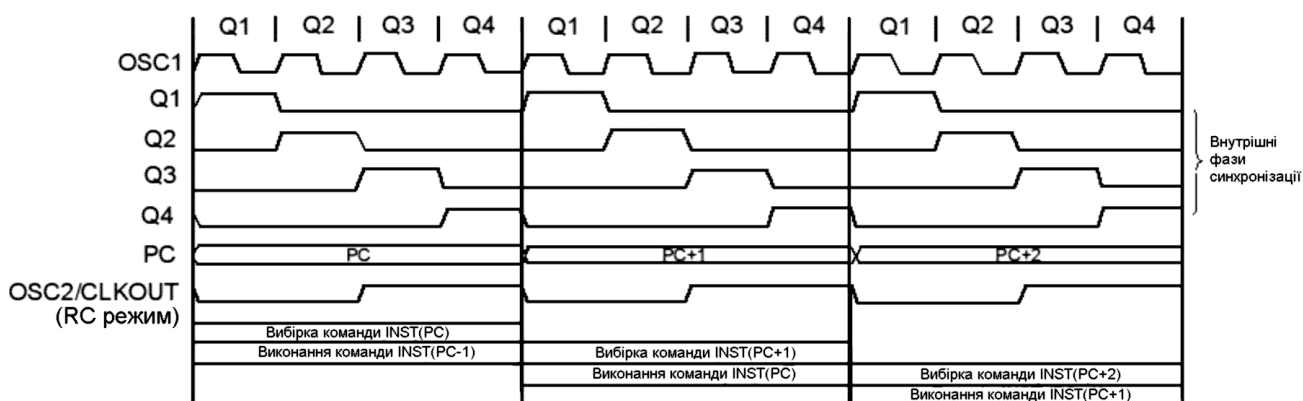 Q1 Q2 Q3 Q4 Q1 Q2 Q3 Q4 Q1 Q2 Q3 Q4
OSC1
Q1
Q2
Q3
Q4
Внутрішні
фази
синхронізації
PC PC PC+1 PC+2
OSC2/CLKOUT
(RC режим)
Вибірка команди INST(PC)
Виконання команди INST(PC-1) Вибірка команди INST(PC+1)
Виконання команди INST(PC) Вибірка команди INST(PC+2)
Виконання команди INST(PC+1)